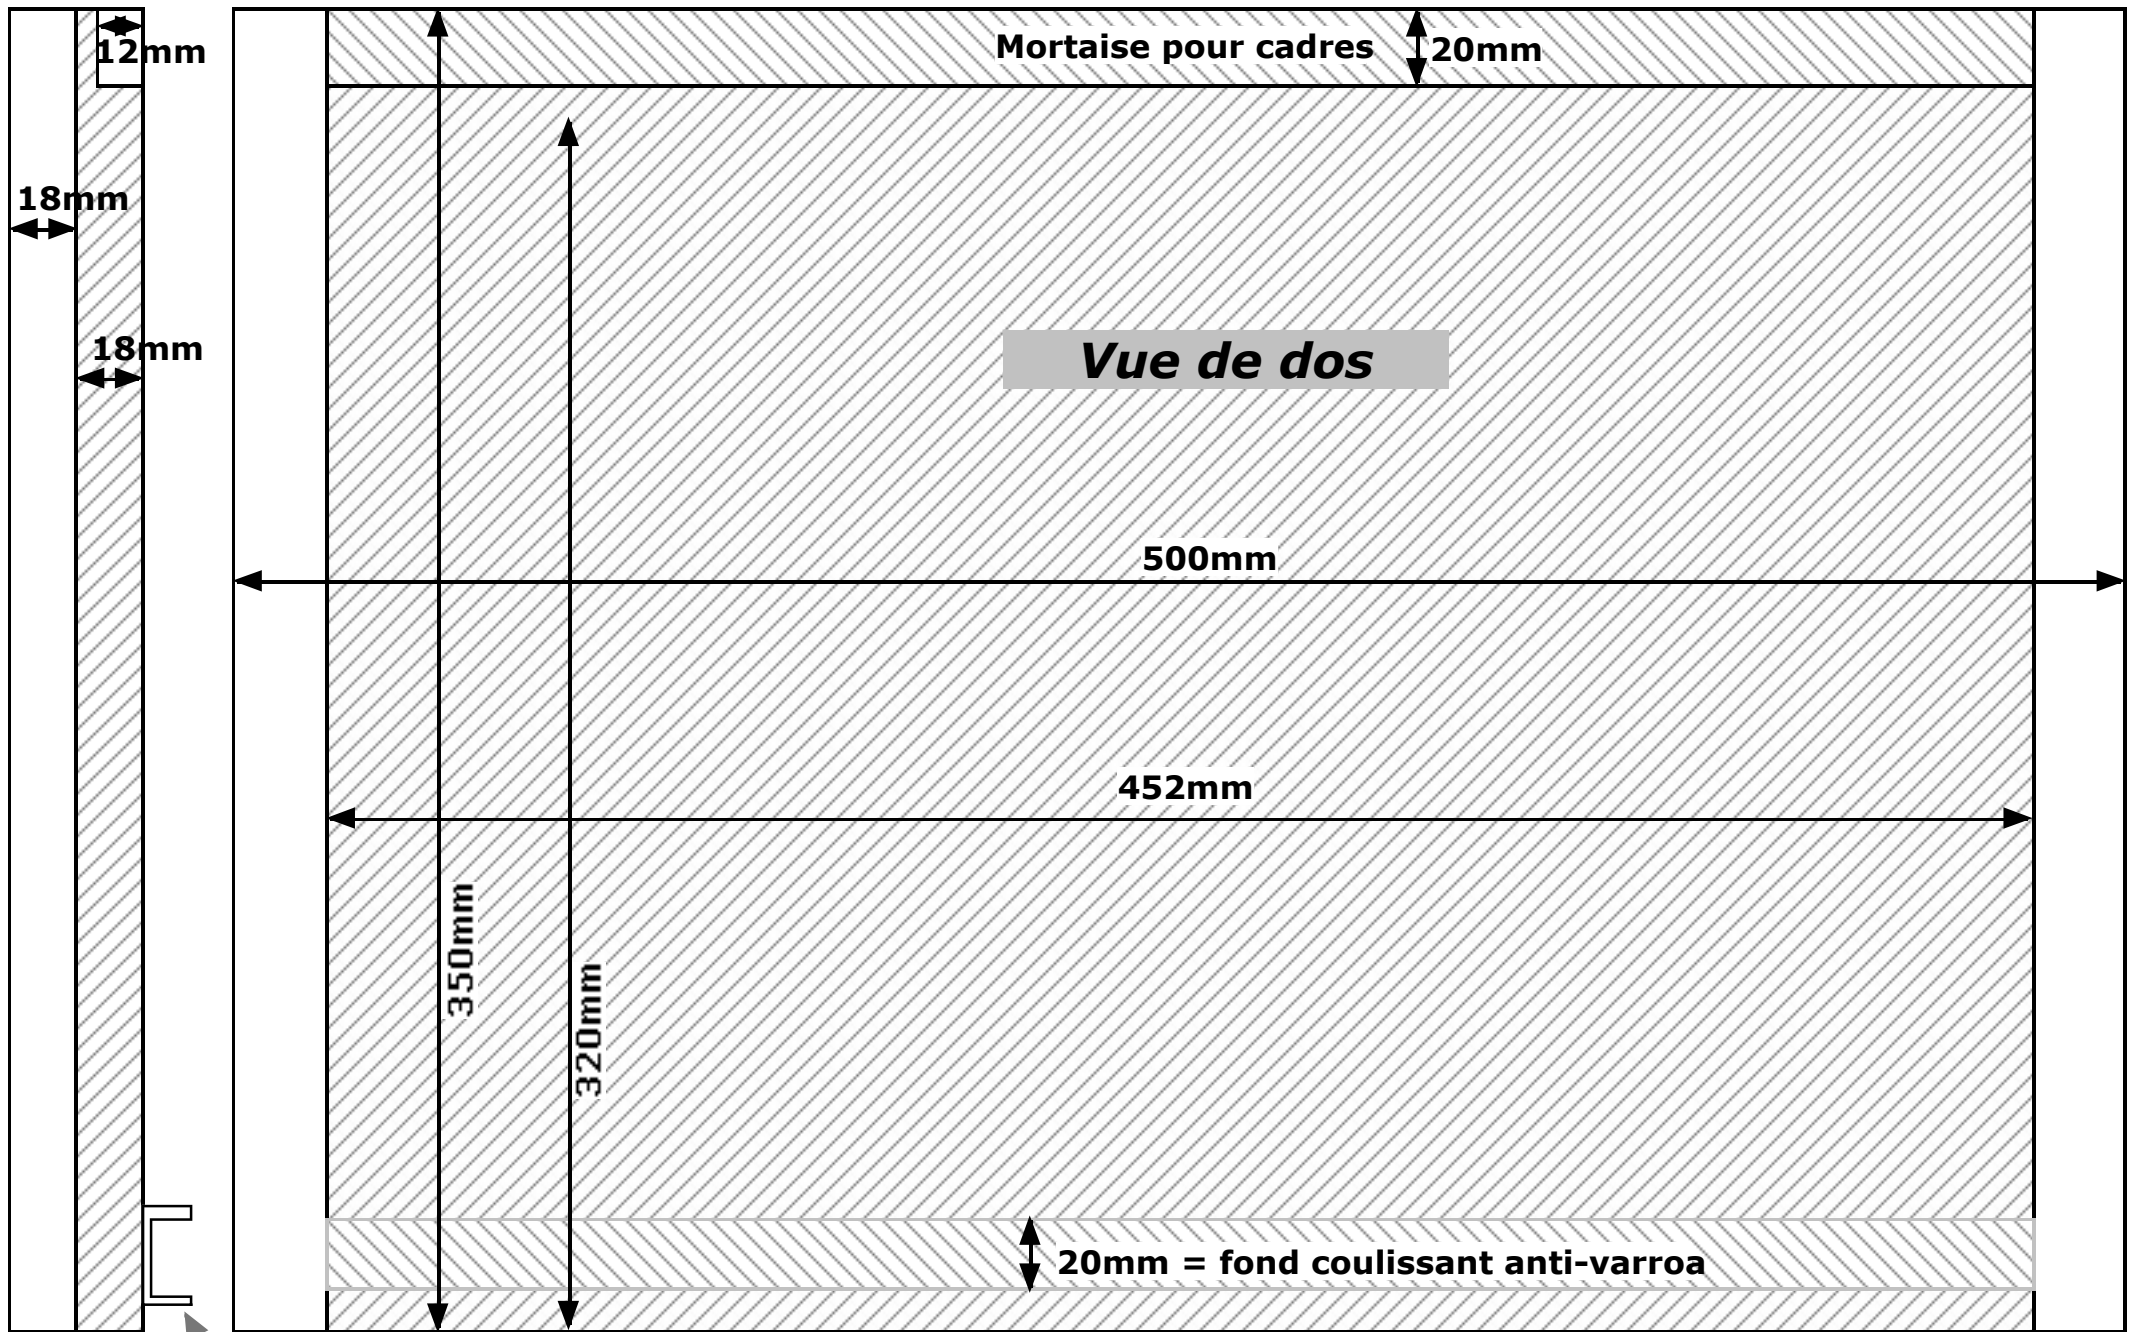 12mm
Mortaise pour cadres
20mm
18mm
18mm
Vue de dos
500mm
452mm
350mm
320mm
20mm = fond coulissant anti-varroa